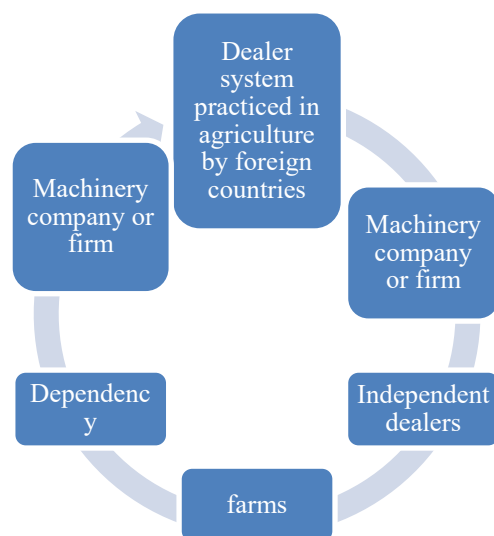 Dealer
system
practiced in
agriculture
by foreign
countries
Machinery
company
or firm
Independent
dealers
farms
Dependenc
y
Machinery
company or
firm